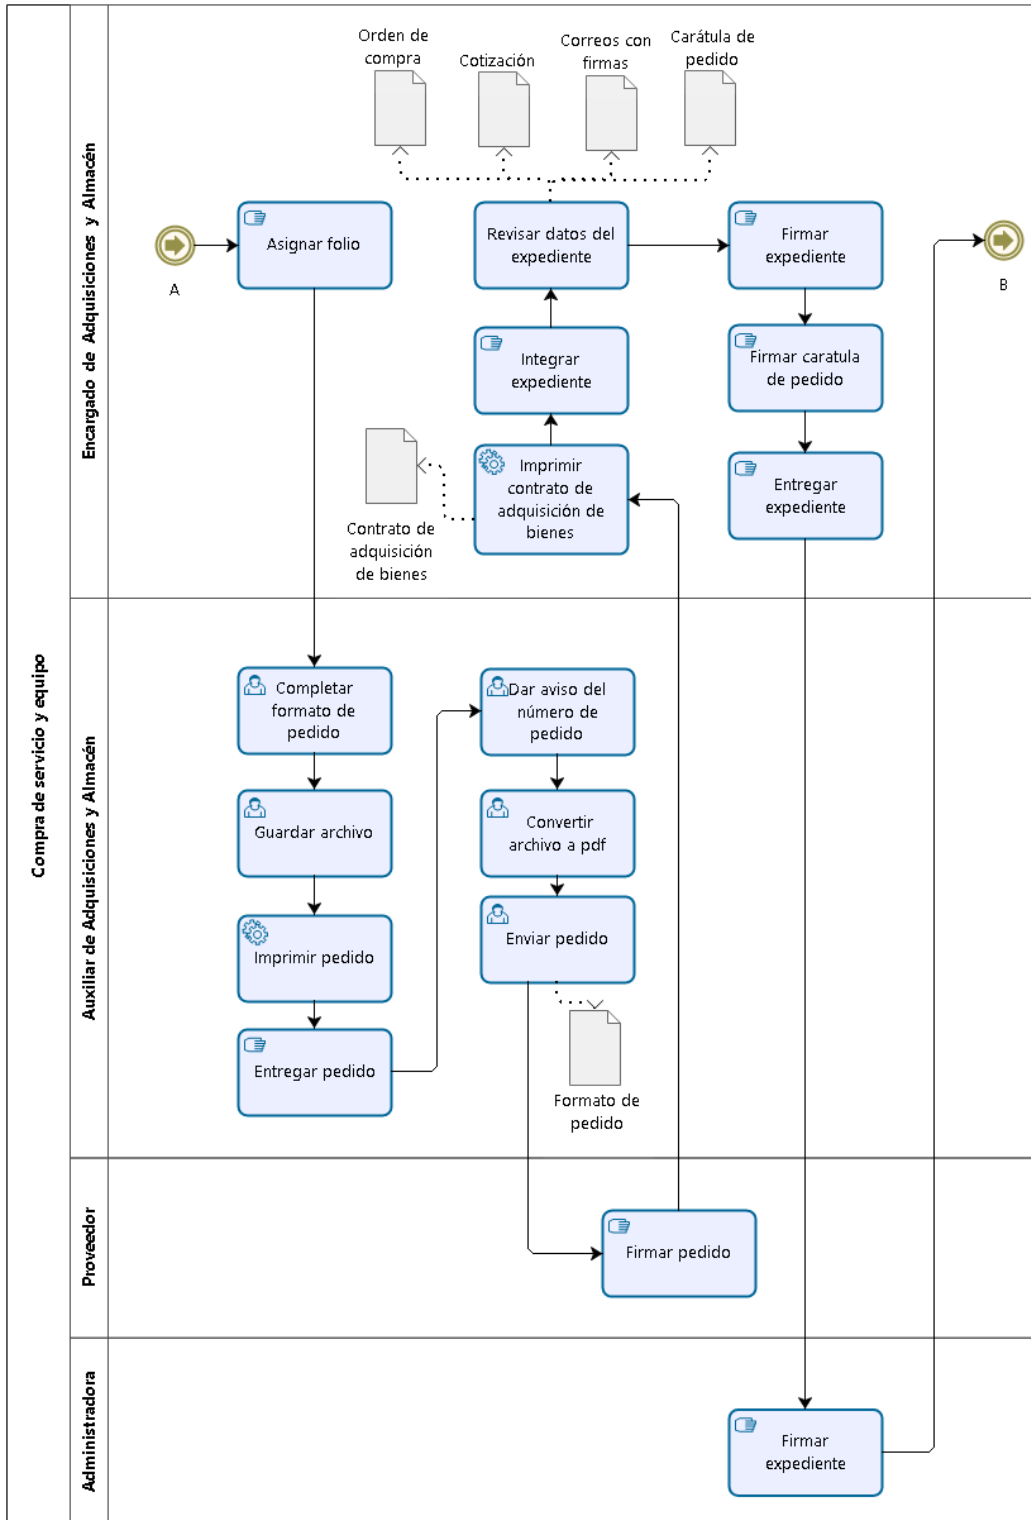 Compra de servicio y equipo
Encargado de Adquisiciones y Almacén
Orden de
compra
Cotización
Correos con
firmas
Carátula de
pedido
A
Asignar folio
Revisar datos del
expediente
Firmar
expediente
B
Integrar
expediente
Firmar caratula
de pedido
Imprimir
contrato de
adquisición de
bienes
Contrato de
adquisición
de bienes
Entregar
expediente
Auxiliar de Adquisiciones y Almacén
Completar
formato de
pedido
Dar aviso del
número de
pedido
Guardar archivo
Convertir
archivo a pdf
Imprimir pedido
Enviar pedido
Entregar pedido
Formato de
pedido
Proveedor
Firmar pedido
Administradora
Firmar
expediente